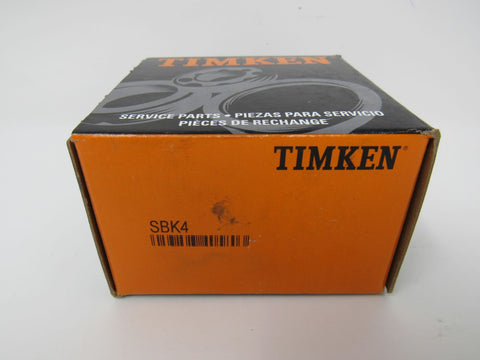 TIMKEN
SERVICE PARTS • PIEZAS PARA SERVICIO
PIÈCES DE RECHANGE
TIMKEN®
SBK4